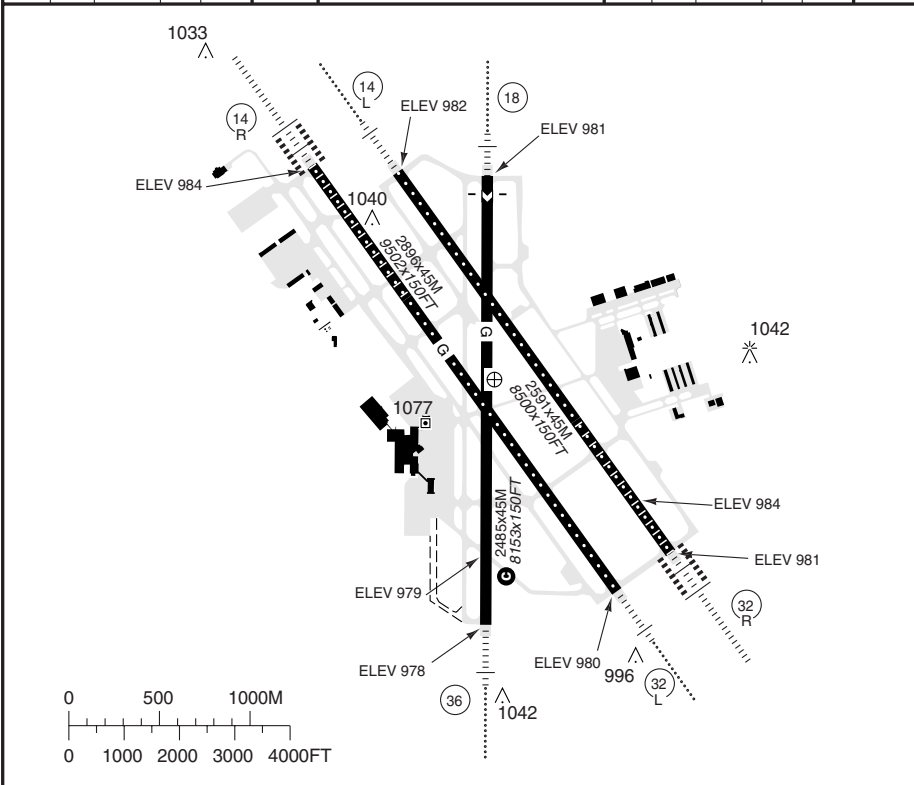 1033
14
L
18
ELEV 982
14
R
ELEV 981
ELEV 984
1040
2896x45M
9502x150FT
G
G
1042
2591x45M
8500x150FT
1077
2485x45M
8153x150FT
ELEV 984
ELEV 981
C
ELEV 979
32
R
ELEV 978
ELEV 980
996
32
L
36
1042
0 500 1000M
0 1000 2000 3000 4000FT